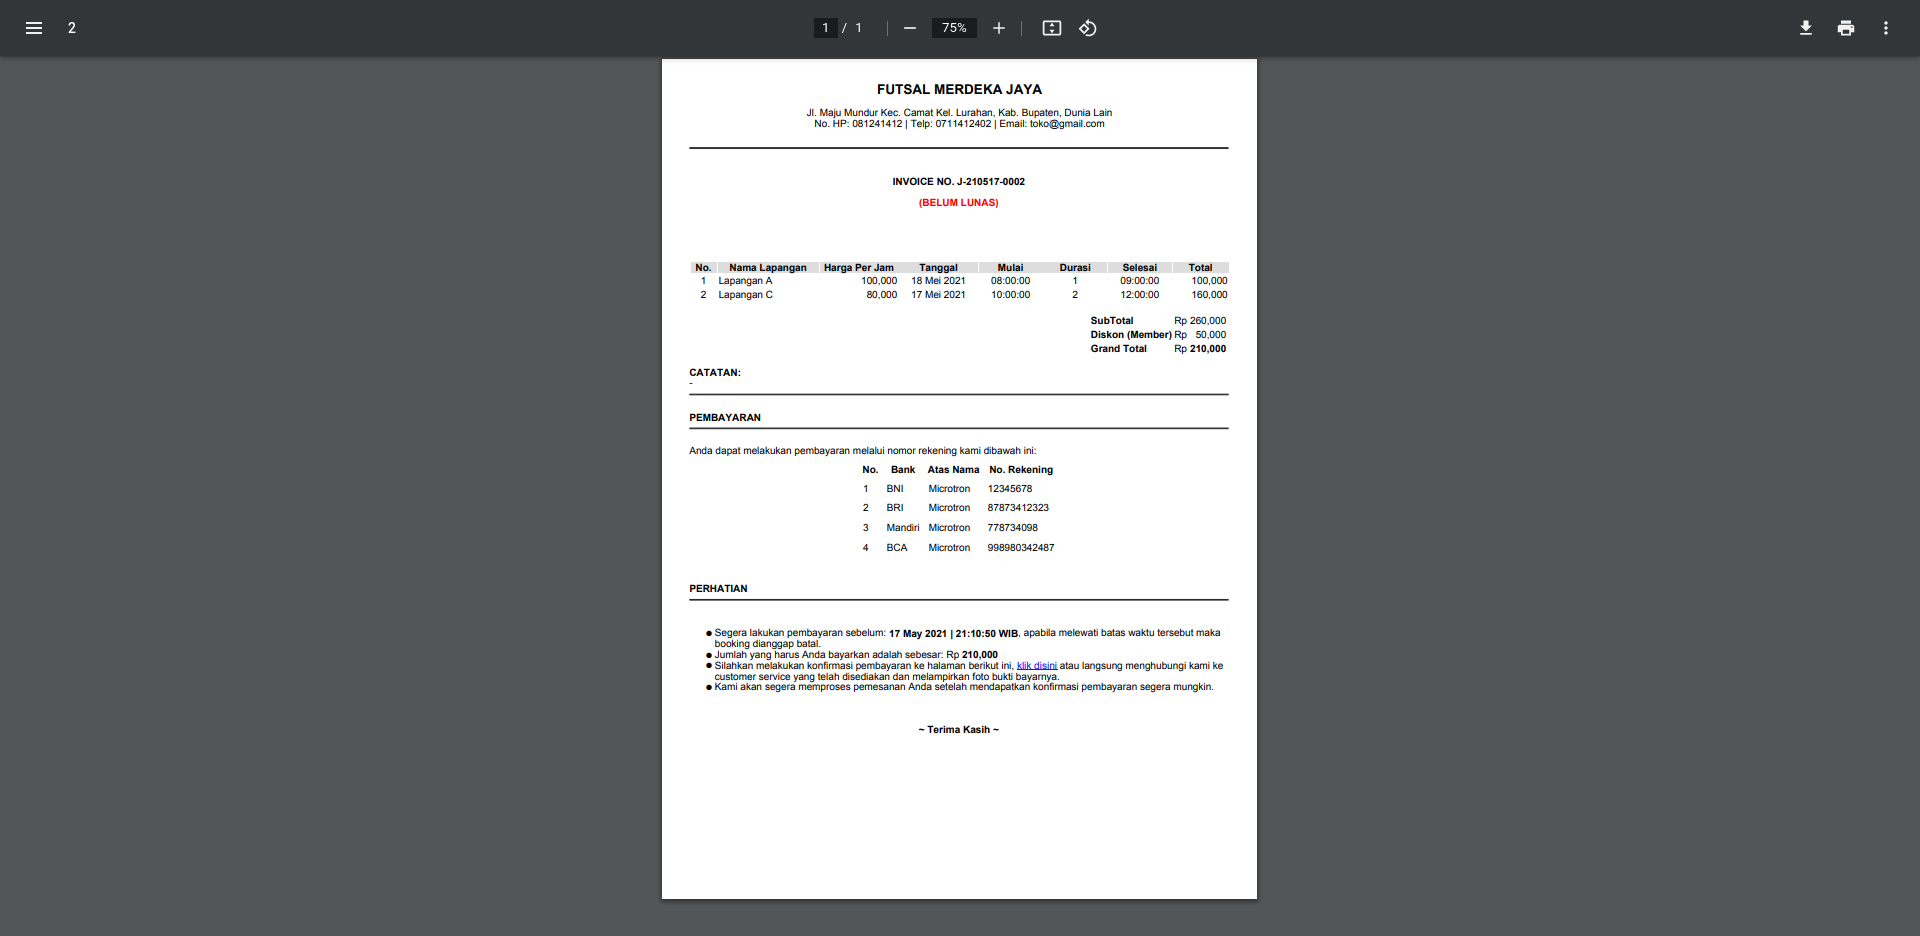 2
1 / 1
75%
FUTSAL MERDEKA JAYA
Jl. Maju Mundur Kec. Camat Kel. Lurahan, Kab. Bupaten, Dunia Lain
No. HP: 081241412 | Telp: 0711412402 | Email: toko@gmail.com
INVOICE NO. J-210517-0002
(BELUM LUNAS)
No. Nama Lapangan Harga Per Jam Tanggal Mulai Durasi Selesai Total
1 Lapangan A 100,000 18 Mei 2021 08:00:00 1 09:00:00 100,000
2 Lapangan C 80,000 17 Mei 2021 10:00:00 2 12:00:00 160,000
SubTotal Rp 260,000
Diskon (Member) Rp 50,000
Grand Total Rp 210,000
CATATAN:
-
PEMBAYARAN
Anda dapat melakukan pembayaran melalui nomor rekening kami dibawah ini:
No. Bank Atas Nama No. Rekening
1 BNI Microtron 12345678
2 BRI Microtron 87873412323
3 Mandiri Microtron 778734098
4 BCA Microtron 998980342487
PERHATIAN
● Segera lakukan pembayaran sebelum: 17 May 2021 | 21:10:50 WIB. apabila melewati batas waktu tersebut maka
booking dianggap batal.
● Jumlah yang harus Anda bayarkan adalah sebesar: Rp 210,000
● Silahkan melakukan konfirmasi pembayaran ke halaman berikut ini, klik disini atau langsung menghubungi kami ke
customer service yang telah disediakan dan melampirkan foto bukti bayarnya.
● Kami akan segera memproses pemesanan Anda setelah mendapatkan konfirmasi pembayaran segera mungkin.
~ Terima Kasih ~